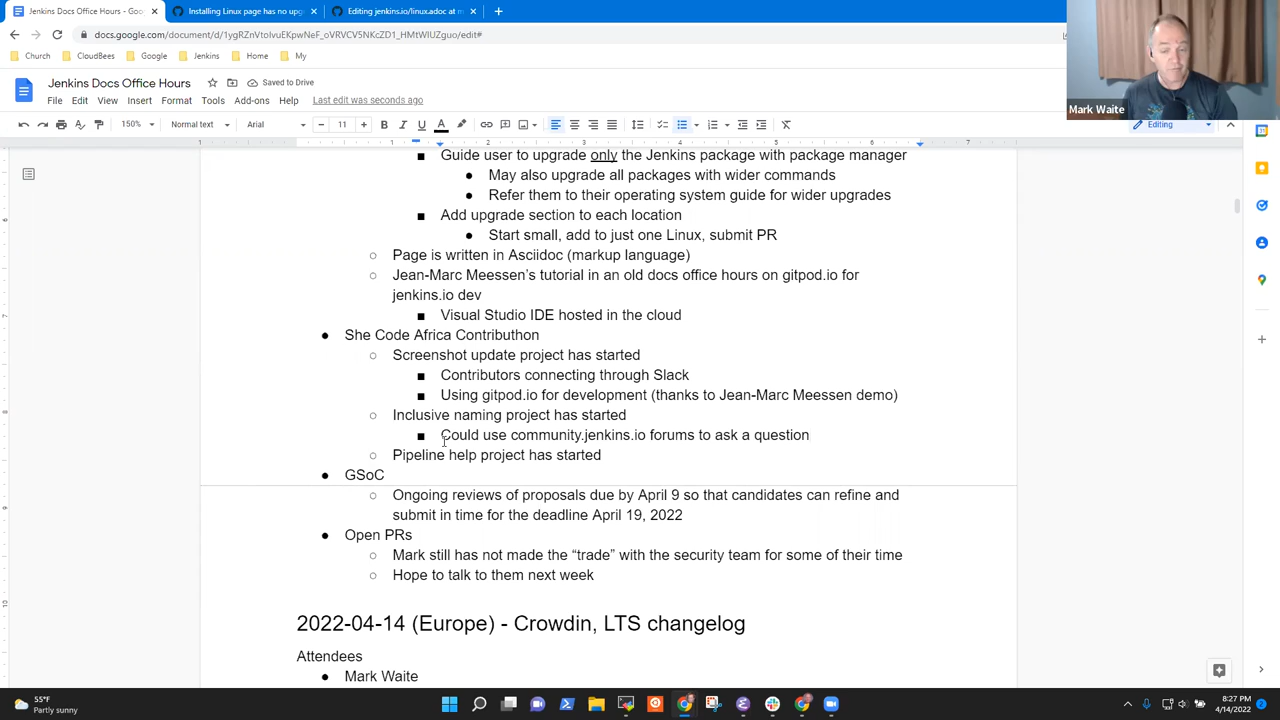 Jenkins Docs Office Hours - Goo
Installing Linux page has no upg
Editing jenkins.io/linux.adoc at m
docs.google.com/document/d/1ygRZnVtoIvuEKpwNeF_oVRVCV5NKcZD1_HMtWIUZguo/edit#
Church
CloudBees
Google
Jenkins
Home
My
Jenkins Docs Office Hours
Saved to Drive
File Edit View Insert Format Tools Add-ons Help Last edit was seconds ago
150% Normal text Arial 11 Editing
Mark Waite
Guide user to upgrade only the Jenkins package with package manager
May also upgrade all packages with wider commands
Refer them to their operating system guide for wider upgrades
Add upgrade section to each location
Start small, add to just one Linux, submit PR
Page is written in Asciidoc (markup language)
Jean-Marc Meessen's tutorial in an old docs office hours on gitpod.io for
jenkins.io dev
Visual Studio IDE hosted in the cloud
She Code Africa Contributhon
Screenshot update project has started
Contributors connecting through Slack
Using gitpod.io for development (thanks to Jean-Marc Meessen demo)
Inclusive naming project has started
Could use community.jenkins.io forums to ask a question
Pipeline help project has started
GSoC
Ongoing reviews of proposals due by April 9 so that candidates can refine and
submit in time for the deadline April 19, 2022
Open PRs
Mark still has not made the “trade” with the security team for some of their time
Hope to talk to them next week
2022-04-14 (Europe) - Crowdin, LTS changelog
Attendees
Mark Waite
55°F
Partly sunny
8:27 PM
4/14/2022